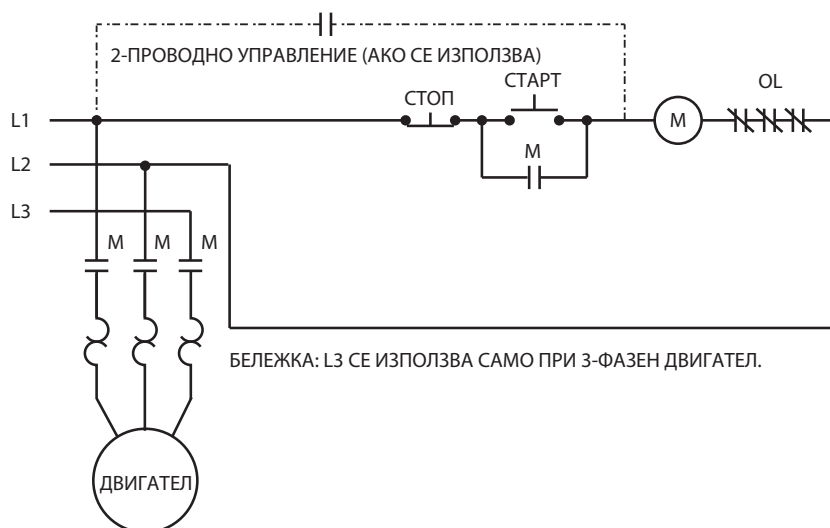 2-ПРОВОДНО УПРАВЛЕНИЕ (АКО СЕ ИЗПОЛЗВА)
СТОП
СТАРТ
OL
L1
M
M
L2
L3
M
M
M
БЕЛЕЖКА: L3 СЕ ИЗПОЛЗВА САМО ПРИ 3-ФАЗЕН ДВИГАТЕЛ.
ДВИГАТЕЛ